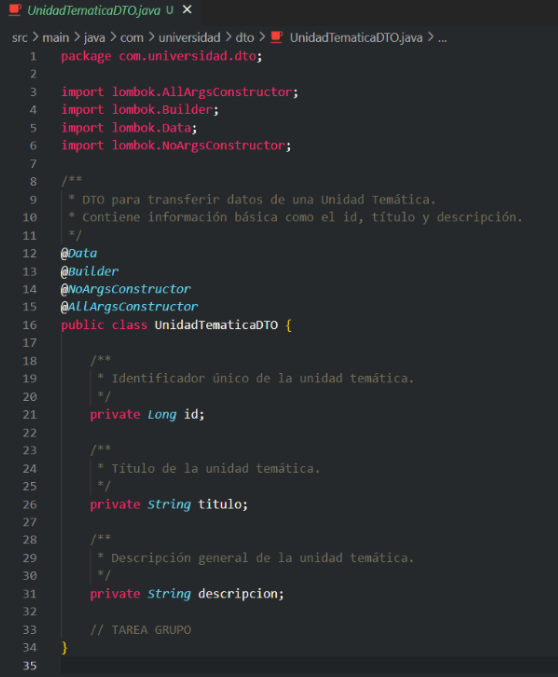 UnidadTematicaDTO.java U ×
src > main > java > com > universidad > dto > UnidadTematicaDTO.java > ...
1 package com.universidad.dto;
2
3 import lombok.AllArgsConstructor;
4 import lombok.Builder;
5 import lombok.Data;
6 import lombok.NoArgsConstructor;
7
8 /**
9 * DTO para transferir datos de una Unidad Temática.
10 * Contiene información básica como el id, título y descripción.
11 */
12 @Data
13 @Builder
14 @NoArgsConstructor
15 @AllArgsConstructor
16 public class UnidadTematicaDTO {
17
18 /**
19 * Identificador único de la unidad temática.
20 */
21 private Long id;
22
23 /**
24 * Título de la unidad temática.
25 */
26 private String titulo;
27
28 /**
29 * Descripción general de la unidad temática.
30 */
31 private String descripcion;
32
33 // TAREA GRUPO
34 }
35